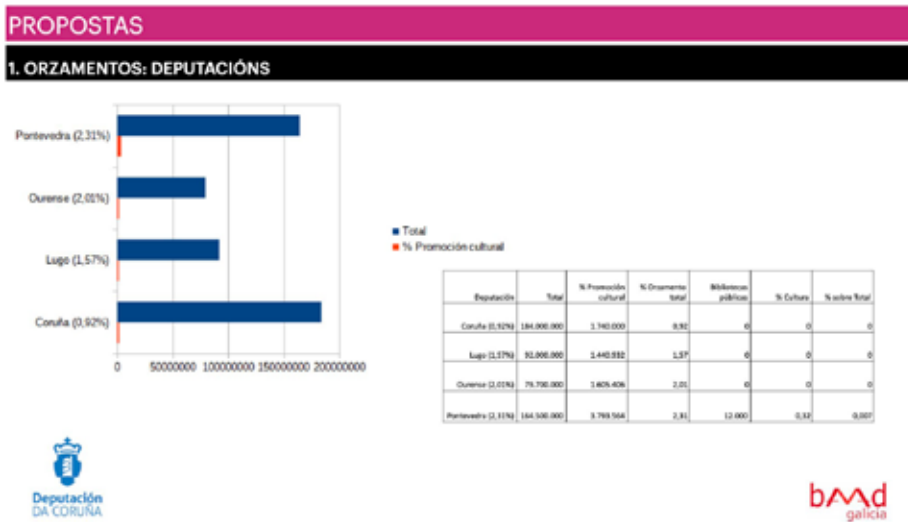 PROPOSTAS
1. ORZAMENTOS: DEPUTACIÓNS
Pontevedra (2,31%)
Ourense (2,01%)
Lugo (1,57%)
Coruña (0,92%)
0 50000000 100000000 150000000 200000000
Total
% Promoción cultural
Deputación Total % Promoción cultural % Orzamento total Bibliotecas públicas % Cultura % sobre Total
Coruña (0,92%) 184.000.000 1.740.000 0,92 0 0 0
Lugo (1,57%) 92.000.000 1.440.932 1,57 0 0 0
Ourense (2,01%) 79.700.000 1.605.406 2,01 0 0 0
Pontevedra (2,31%) 164.500.000 3.793.564 2,31 12.000 0,32 0,007
Deputación
DA CORUÑA
bmd
galicia